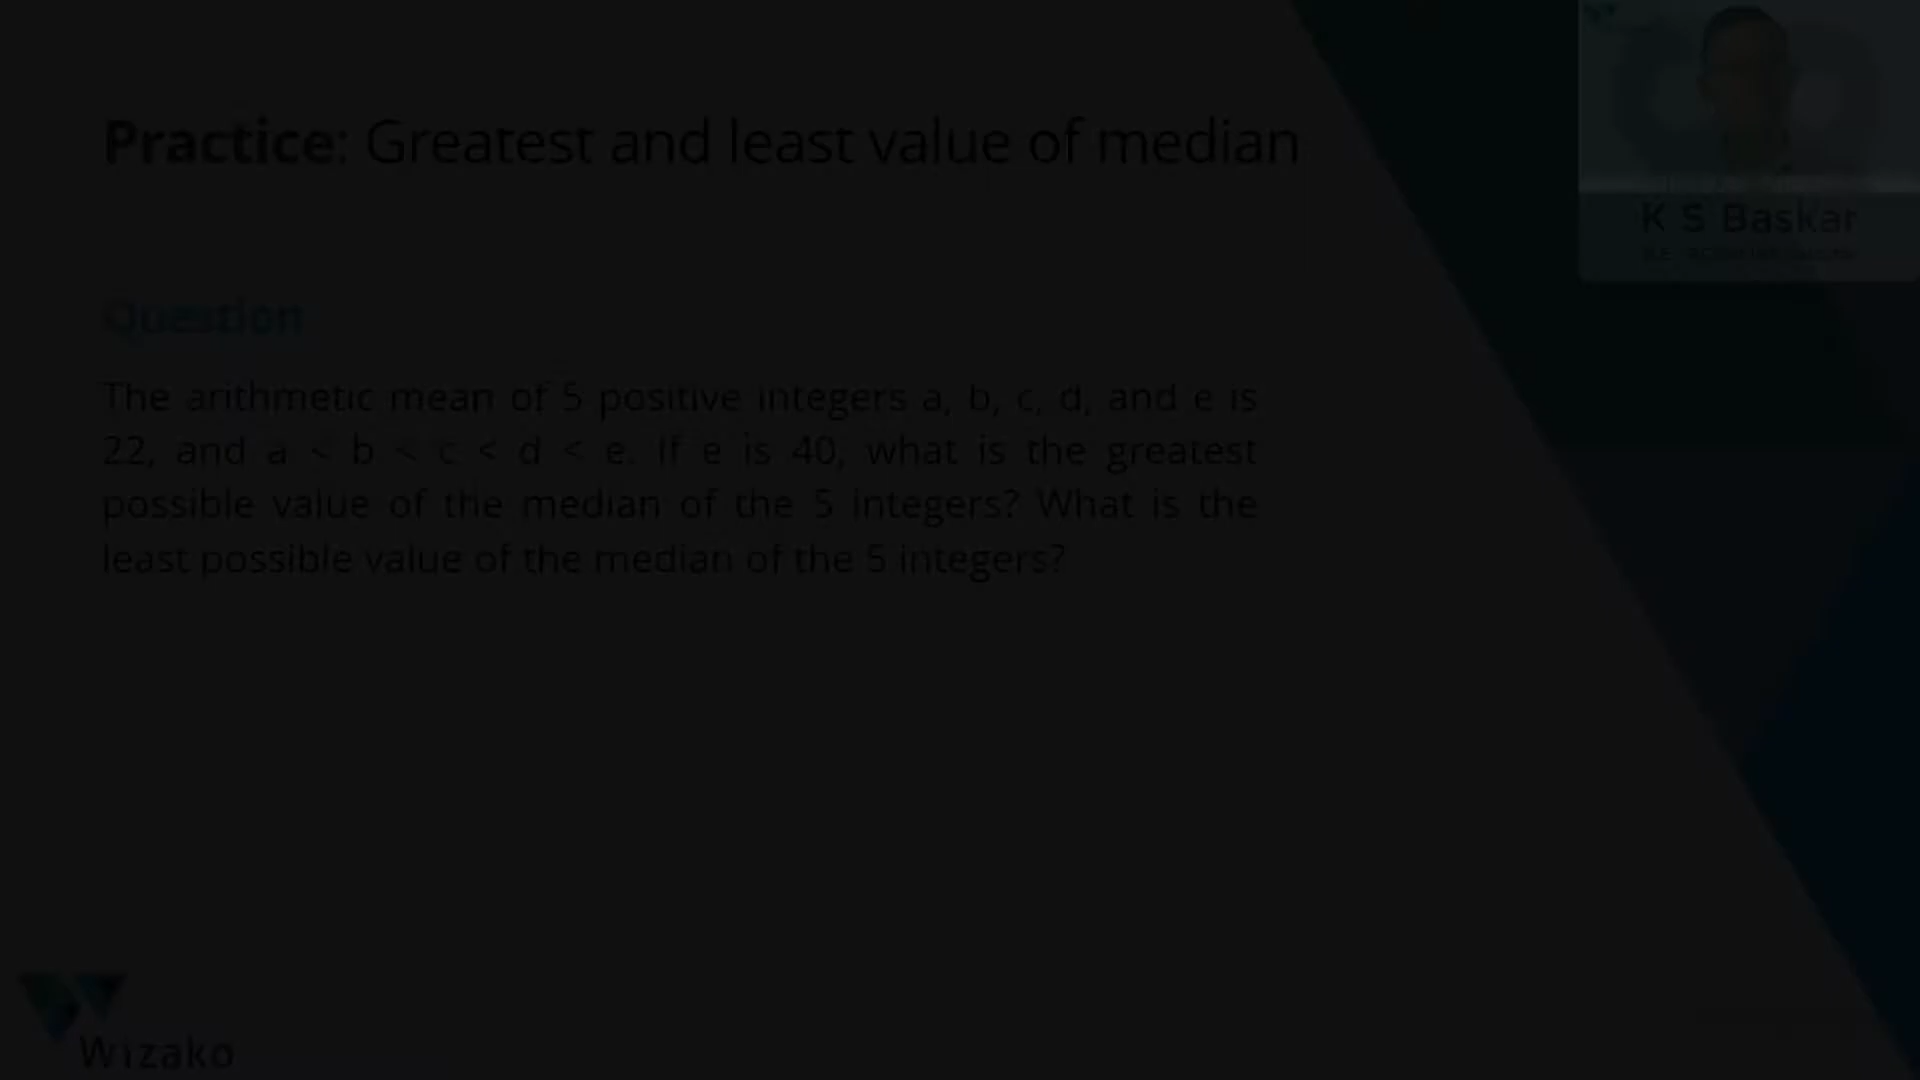 Practice: Greatest and least value of median
K S Baskar
Question
The arithmetic mean of 5 positive integers a, b, c, d, and e is
22, and a < b < c < d < e. If e is 40, what is the greatest
possible value of the median of the 5 integers? What is the
least possible value of the median of the 5 integers?
Wizako